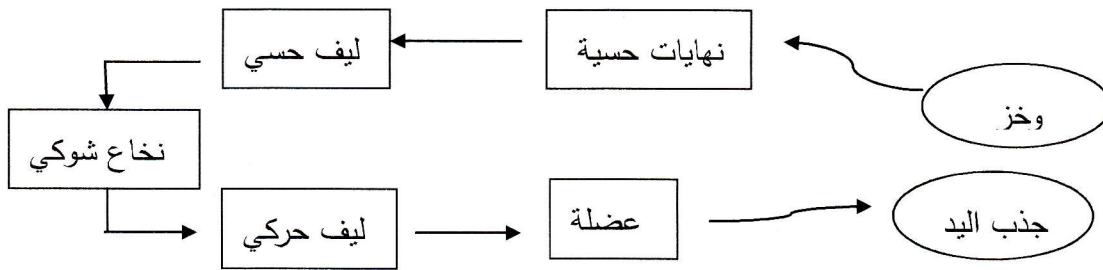 وخز
نهايات حسية
ليف حسي
نخاع شوكي
ليف حركي
عضلة
جذب اليد